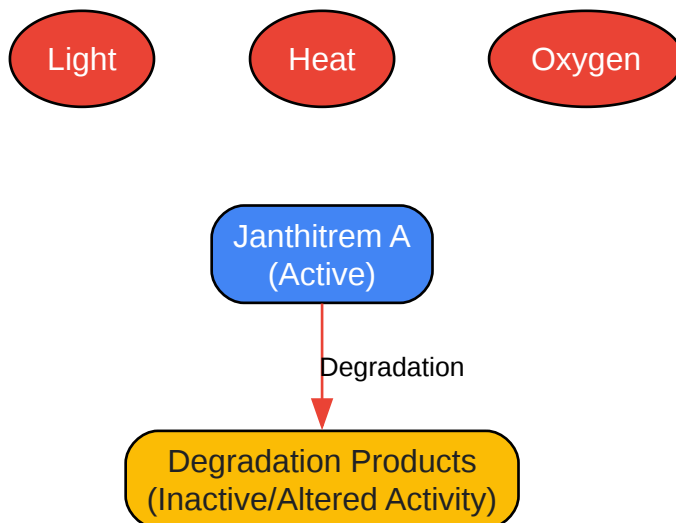 Light
Heat
Oxygen
Janthitrem A
(Active)
Degradation
Degradation Products
(Inactive/Altered Activity)